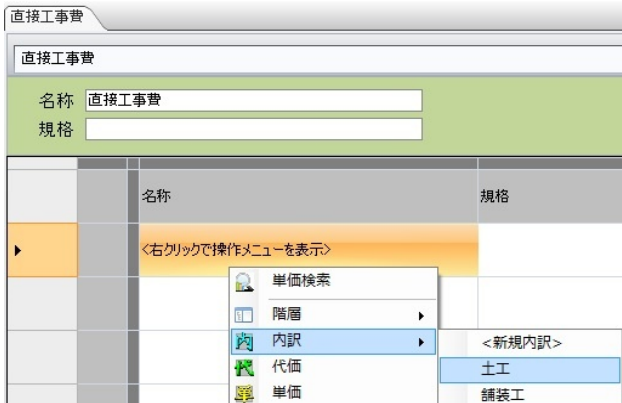 直接工事費
直接工事費
名称 直接工事費
規格
名称 規格
<右クリックで操作メニューを表示>
単価検索
階層
内 内訳 <新規内訳>
代 代価 土工
単 単価 舗装工